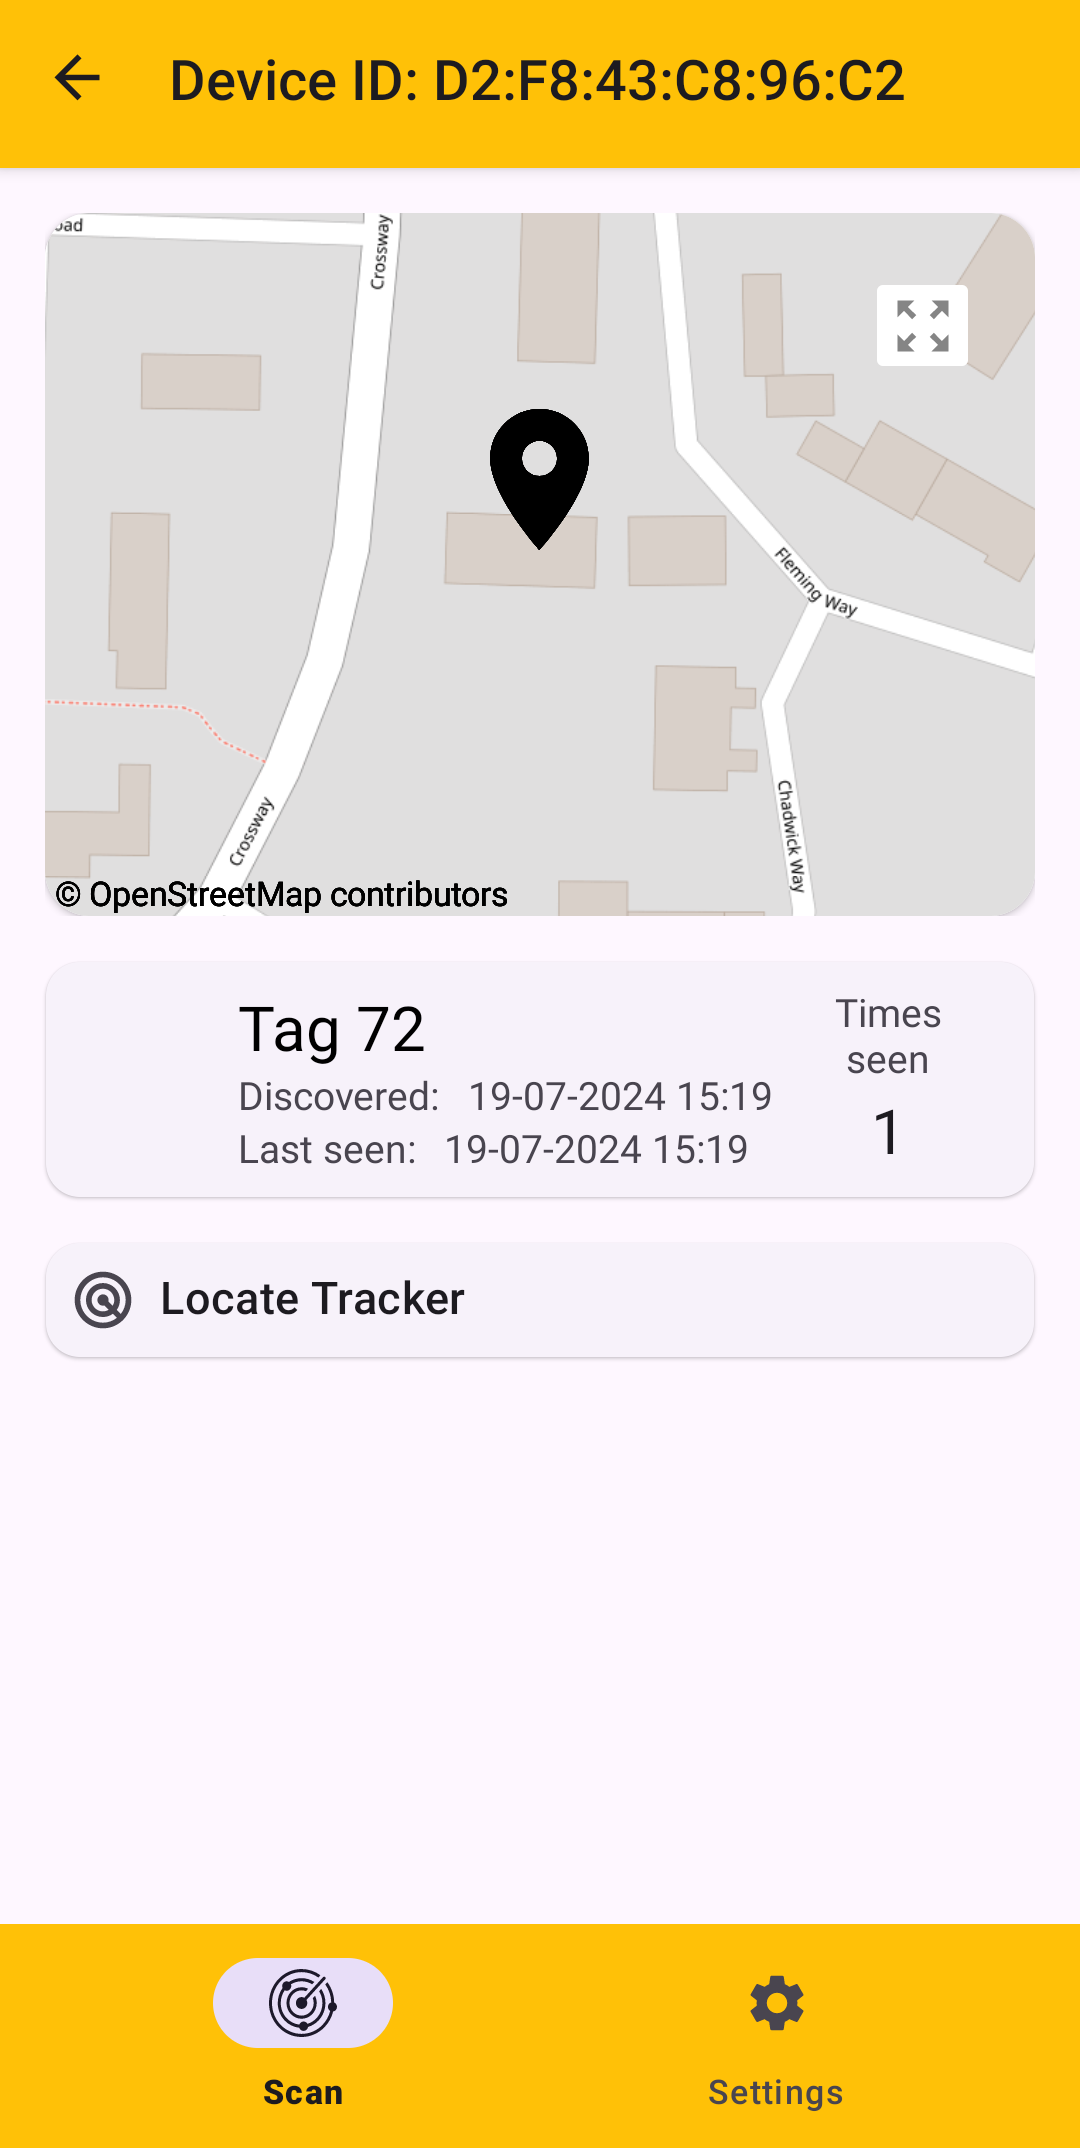 Device ID: D2:F8:43:C8:96:C2
Crossway
Fleming Way
Crossway
Chadwick Way
© OpenStreetMap contributors
Tag 72
Times
seen
Discovered: 19-07-2024 15:19
Last seen: 19-07-2024 15:19
1
Locate Tracker
Scan
Settings